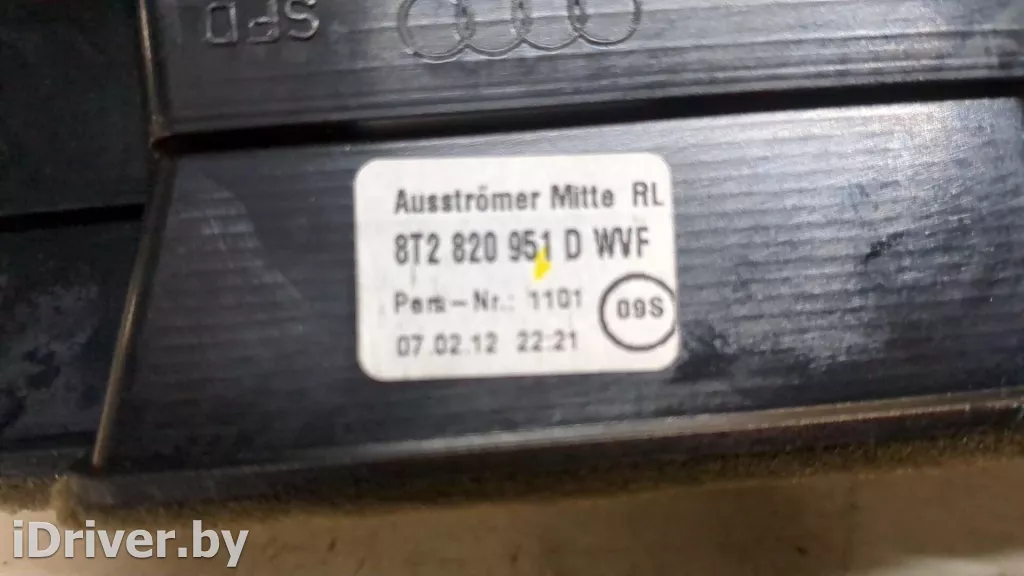 SFD
Ausströmer Mitte RL
8T2 820 951 D WVF
Pers.-Nr.: 1101
09S
07.02.12 22:21
iDriver.by